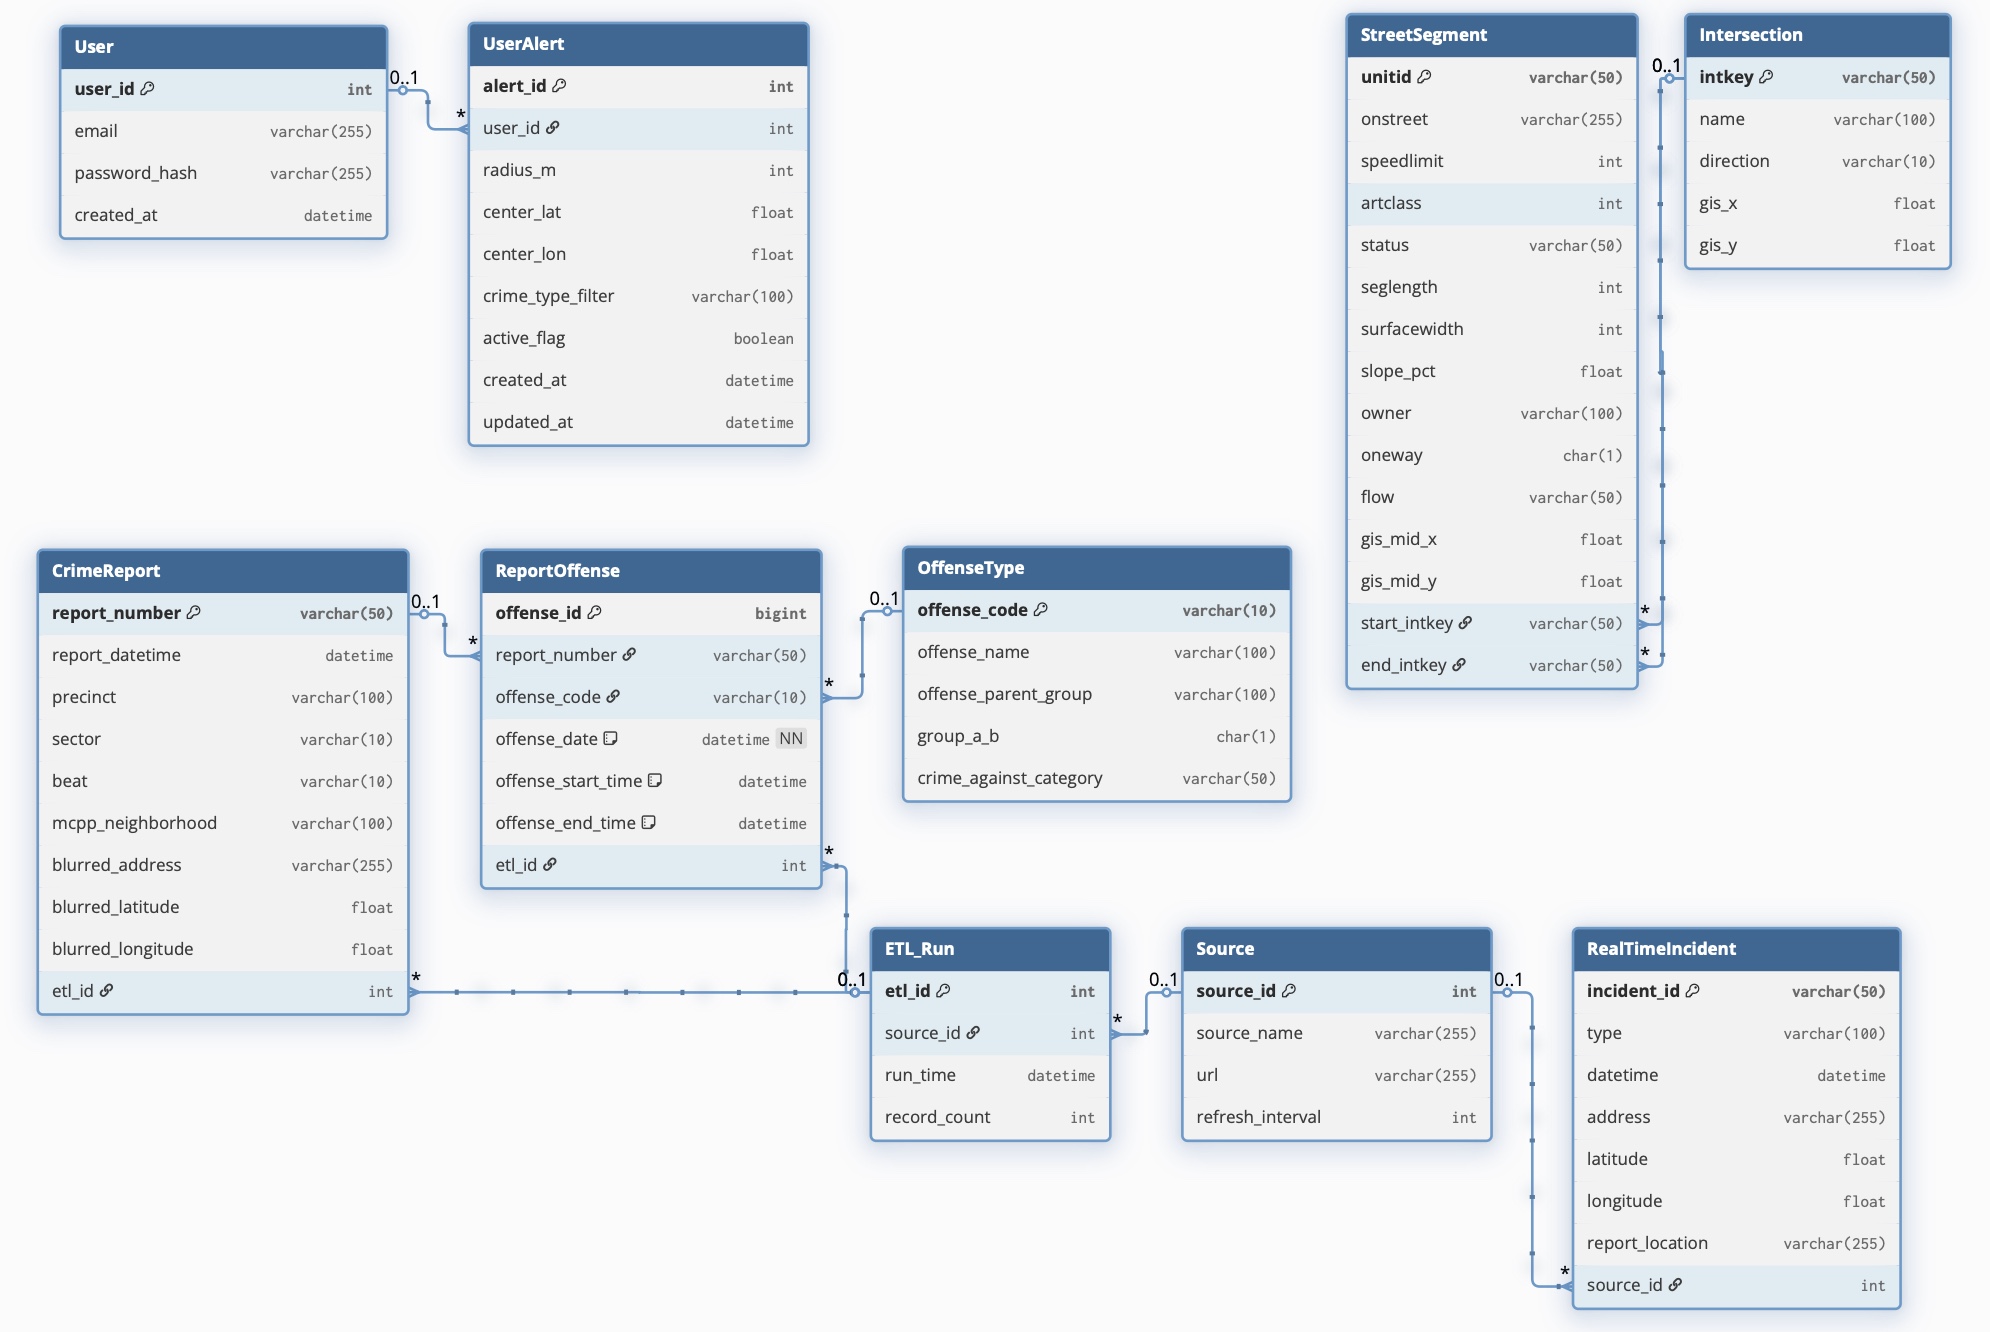 User
user_id int
email varchar(255)
password_hash varchar(255)
created_at datetime
0..1
*
UserAlert
alert_id int
user_id int
radius_m int
center_lat float
center_lon float
crime_type_filter varchar(100)
active_flag boolean
created_at datetime
updated_at datetime
StreetSegment
unitid varchar(50)
onstreet varchar(255)
speedlimit int
artclass int
status varchar(50)
seglength int
surfacewidth int
slope_pct float
owner varchar(100)
oneway char(1)
flow varchar(50)
gis_mid_x float
gis_mid_y float
start_intkey varchar(50)
end_intkey varchar(50)
*
*
0..1
Intersection
intkey varchar(50)
name varchar(100)
direction varchar(10)
gis_x float
gis_y float
CrimeReport
report_number varchar(50)
report_datetime datetime
precinct varchar(100)
sector varchar(10)
beat varchar(10)
mcpp_neighborhood varchar(100)
blurred_address varchar(255)
blurred_latitude float
blurred_longitude float
etl_id int
0..1
*
*
ReportOffense
offense_id bigint
report_number varchar(50)
offense_code varchar(10)
offense_date datetime NN
offense_start_time datetime
offense_end_time datetime
etl_id int
0..1
*
*
OffenseType
offense_code varchar(10)
offense_name varchar(100)
offense_parent_group varchar(100)
group_a_b char(1)
crime_against_category varchar(50)
0..1
ETL_Run
etl_id int
source_id int
run_time datetime
record_count int
0..1
*
Source
source_id int
source_name varchar(255)
url varchar(255)
refresh_interval int
0..1
*
RealTimeIncident
incident_id varchar(50)
type varchar(100)
datetime datetime
address varchar(255)
latitude float
longitude float
report_location varchar(255)
source_id int